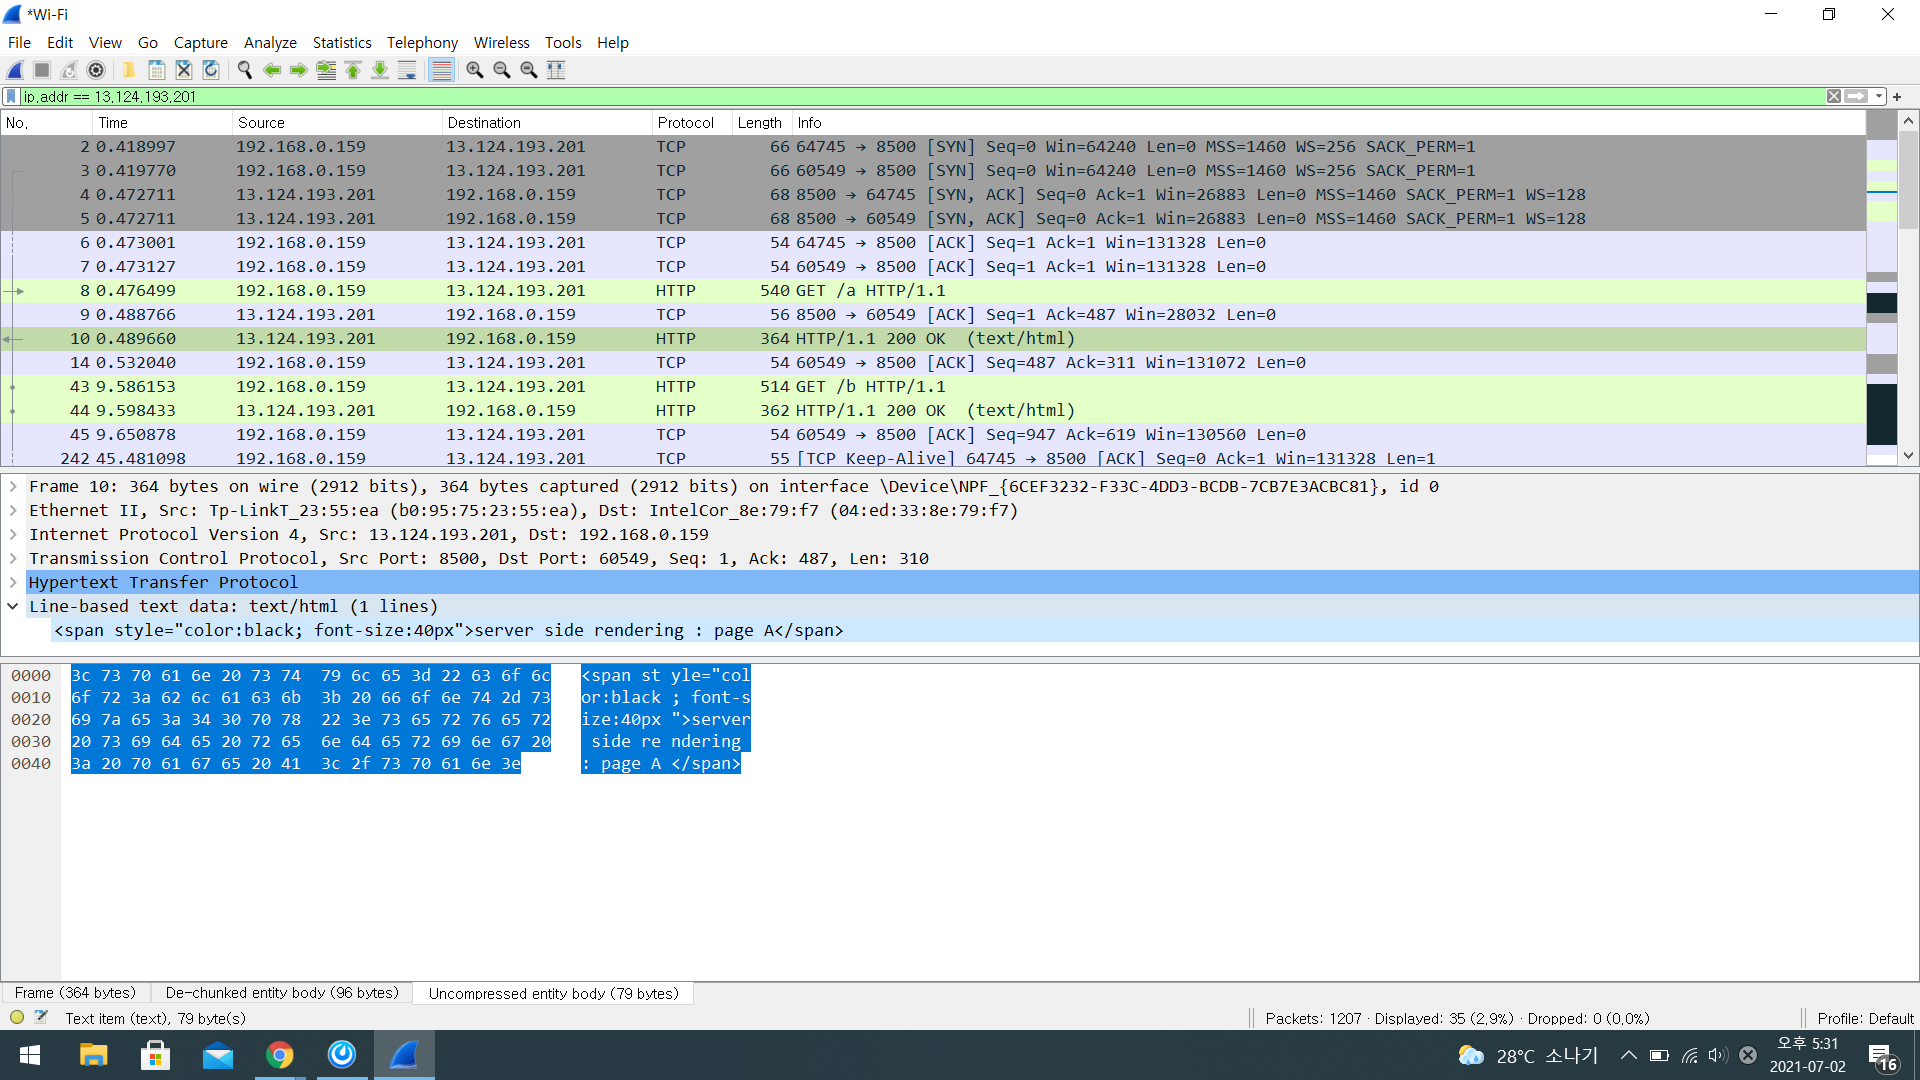 *Wi-Fi
File Edit View Go Capture Analyze Statistics Telephony Wireless Tools Help
ip.addr == 13.124.193.201
No. Time Source Destination Protocol Length Info
2 0.418997 192.168.0.159 13.124.193.201 TCP 66 64745 → 8500 [SYN] Seq=0 Win=64240 Len=0 MSS=1460 WS=256 SACK_PERM=1
3 0.419770 192.168.0.159 13.124.193.201 TCP 66 60549 → 8500 [SYN] Seq=0 Win=64240 Len=0 MSS=1460 WS=256 SACK_PERM=1
4 0.472711 13.124.193.201 192.168.0.159 TCP 68 8500 → 64745 [SYN, ACK] Seq=0 Ack=1 Win=26883 Len=0 MSS=1460 SACK_PERM=1 WS=128
5 0.472711 13.124.193.201 192.168.0.159 TCP 68 8500 → 60549 [SYN, ACK] Seq=0 Ack=1 Win=26883 Len=0 MSS=1460 SACK_PERM=1 WS=128
6 0.473001 192.168.0.159 13.124.193.201 TCP 54 64745 → 8500 [ACK] Seq=1 Ack=1 Win=131328 Len=0
7 0.473127 192.168.0.159 13.124.193.201 TCP 54 60549 → 8500 [ACK] Seq=1 Ack=1 Win=131328 Len=0
8 0.476499 192.168.0.159 13.124.193.201 HTTP 540 GET /a HTTP/1.1
9 0.488766 13.124.193.201 192.168.0.159 TCP 56 8500 → 60549 [ACK] Seq=1 Ack=487 Win=28032 Len=0
10 0.489660 13.124.193.201 192.168.0.159 HTTP 364 HTTP/1.1 200 OK (text/html)
14 0.532040 192.168.0.159 13.124.193.201 TCP 54 60549 → 8500 [ACK] Seq=487 Ack=311 Win=131072 Len=0
43 9.586153 192.168.0.159 13.124.193.201 HTTP 514 GET /b HTTP/1.1
44 9.598433 13.124.193.201 192.168.0.159 HTTP 362 HTTP/1.1 200 OK (text/html)
45 9.650878 192.168.0.159 13.124.193.201 TCP 54 60549 → 8500 [ACK] Seq=947 Ack=619 Win=130560 Len=0
242 45.481098 192.168.0.159 13.124.193.201 TCP 55 [TCP Keep-Alive] 64745 → 8500 [ACK] Seq=0 Ack=1 Win=131328 Len=1
Frame 10: 364 bytes on wire (2912 bits), 364 bytes captured (2912 bits) on interface \Device\NPF_{6CEF3232-F33C-4DD3-BCDB-7CB7E3ACBC81}, id 0
Ethernet II, Src: Tp-LinkT_23:55:ea (b0:95:75:23:55:ea), Dst: IntelCor_8e:79:f7 (04:ed:33:8e:79:f7)
Internet Protocol Version 4, Src: 13.124.193.201, Dst: 192.168.0.159
Transmission Control Protocol, Src Port: 8500, Dst Port: 60549, Seq: 1, Ack: 487, Len: 310
Hypertext Transfer Protocol
Line-based text data: text/html (1 lines)
<span style="color:black; font-size:40px">server side rendering : page A</span>
0000 3c 73 70 61 6e 20 73 74 79 6c 65 3d 22 63 6f 6c <span st yle="col
0010 6f 72 3a 62 6c 61 63 6b 3b 20 66 6f 6e 74 2d 73 or:black ; font-s
0020 69 7a 65 3a 34 30 70 78 22 3e 73 65 72 76 65 72 ize:40px ">server
0030 20 73 69 64 65 20 72 65 6e 64 65 72 69 6e 67 20 side re ndering
0040 3a 20 70 61 67 65 20 41 3c 2f 73 70 61 6e 3e : page A </span>
Frame (364 bytes) De-chunked entity body (96 bytes) Uncompressed entity body (79 bytes)
Text item (text), 79 byte(s) Packets: 1207 · Displayed: 35 (2.9%) · Dropped: 0 (0.0%) Profile: Default
28°C 소나기 오후 5:31
2021-07-02 16